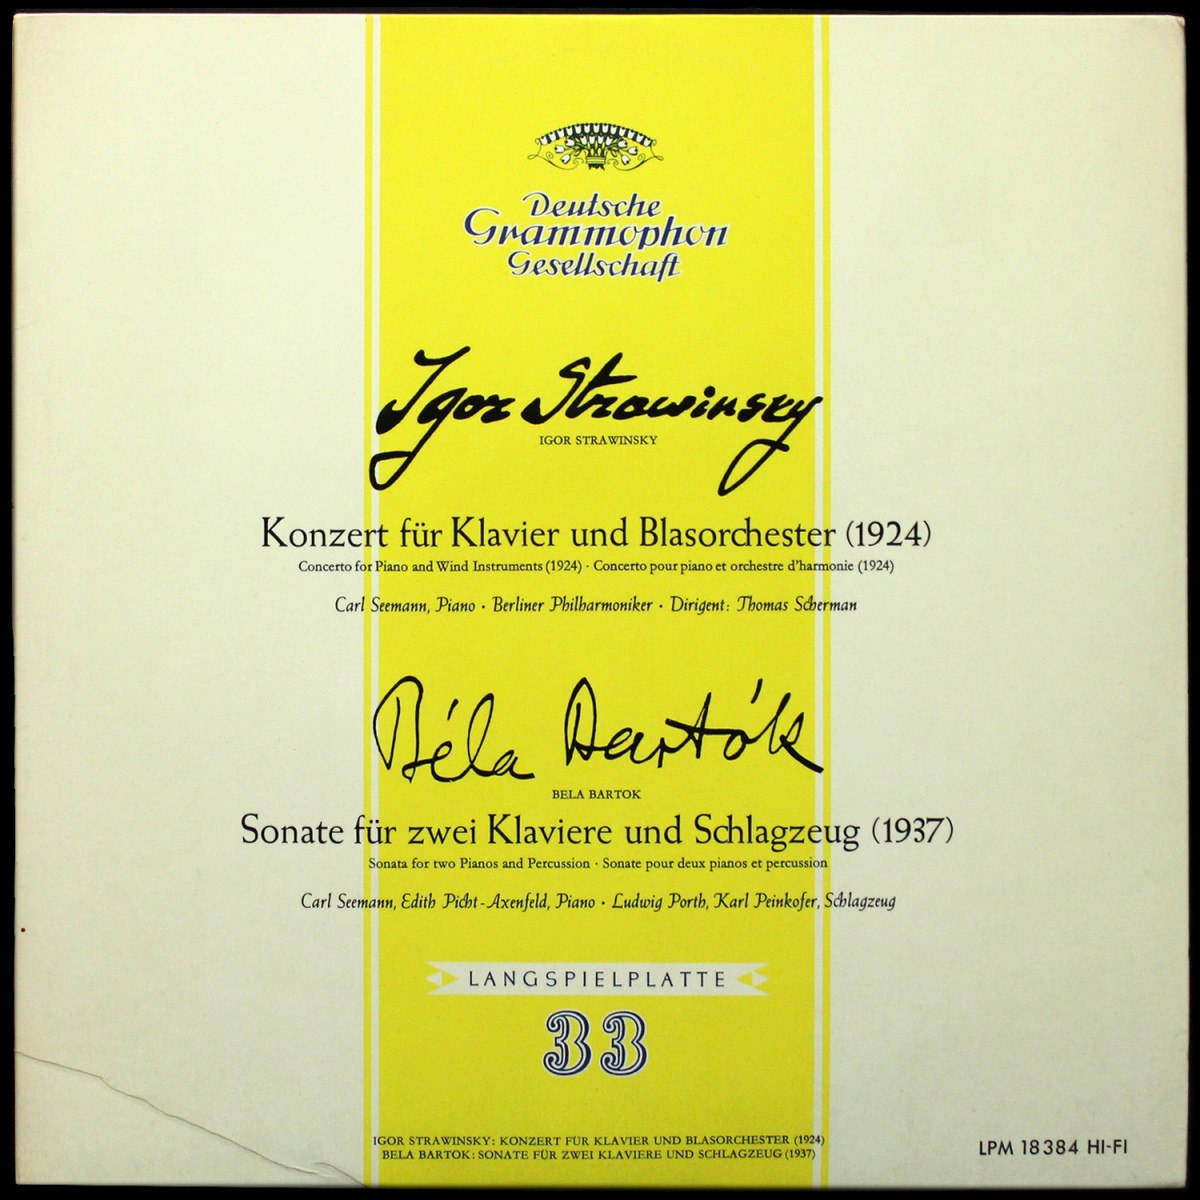 Deutsche
Grammophon
Gesellschaft
Igor Strawinsky
IGOR STRAWINSKY
Konzert für Klavier und Blasorchester (1924)
Concerto for Piano and Wind Instruments (1924) · Concerto pour piano et orchestre d'harmonie (1924)
Carl Seemann, Piano · Berliner Philharmoniker · Dirigent: Thomas Scherman
Béla Bartók
BELA BARTOK
Sonate für zwei Klaviere und Schlagzeug (1937)
Sonata for two Pianos and Percussion · Sonate pour deux pianos et percussion
Carl Seemann, Edith Picht-Axenfeld, Piano · Ludwig Porth, Karl Peinkofer, Schlagzeug
LANGSPIELPLATTE
33
IGOR STRAWINSKY: KONZERT FÜR KLAVIER UND BLASORCHESTER (1924)
BELA BARTOK: SONATE FÜR ZWEI KLAVIERE UND SCHLAGZEUG (1937)
LPM 18384 HI-FI